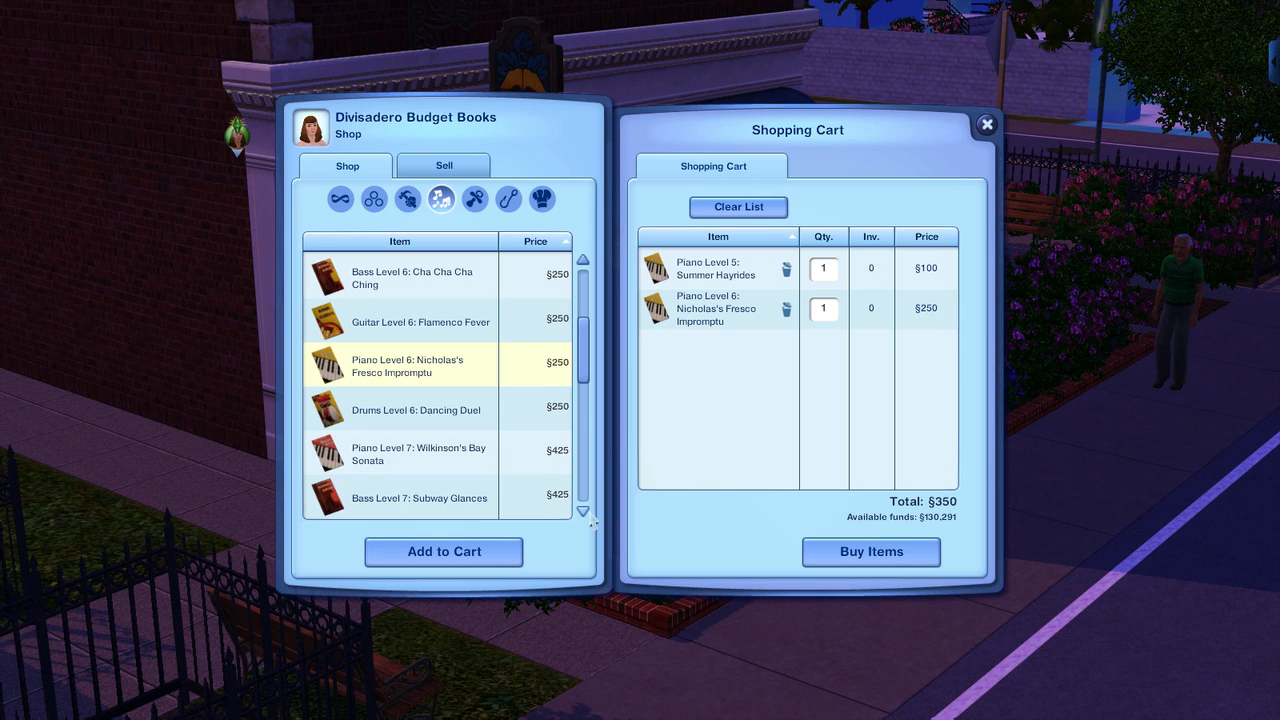 Divisadero Budget Books
Shop
Shop
Sell
Item
Price
Bass Level 6: Cha Cha Cha
Ching
§250
Guitar Level 6: Flamenco Fever
§250
Piano Level 6: Nicholas's
Fresco Impromptu
§250
Drums Level 6: Dancing Duel
§250
Piano Level 7: Wilkinson's Bay
Sonata
§425
Bass Level 7: Subway Glances
§425
Add to Cart
Shopping Cart
Shopping Cart
Clear List
Item
Qty.
Inv.
Price
Piano Level 5:
Summer Hayrides
1
0
§100
Piano Level 6:
Nicholas's Fresco
Impromptu
1
0
§250
Total: §350
Available funds: §130,291
Buy Items